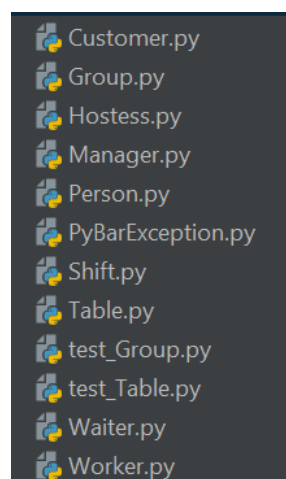 Customer.py
Group.py
Hostess.py
Manager.py
Person.py
PyBarException.py
Shift.py
Table.py
test_Group.py
test_Table.py
Waiter.py
Worker.py